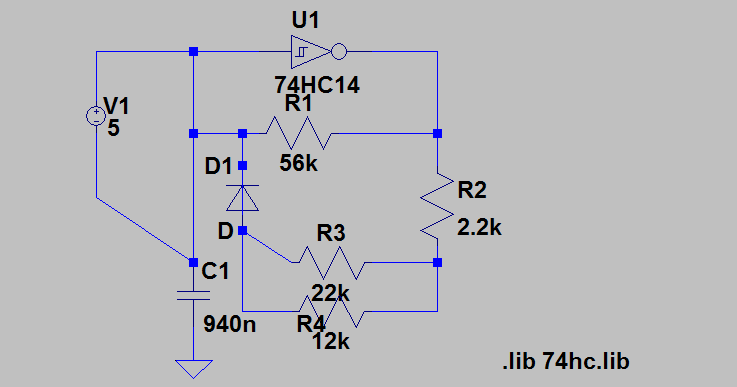 U1
74HC14
V1
5
R1
56k
D1
D
R2
2.2k
R3
22k
C1
940n
R4
12k
.lib 74hc.lib